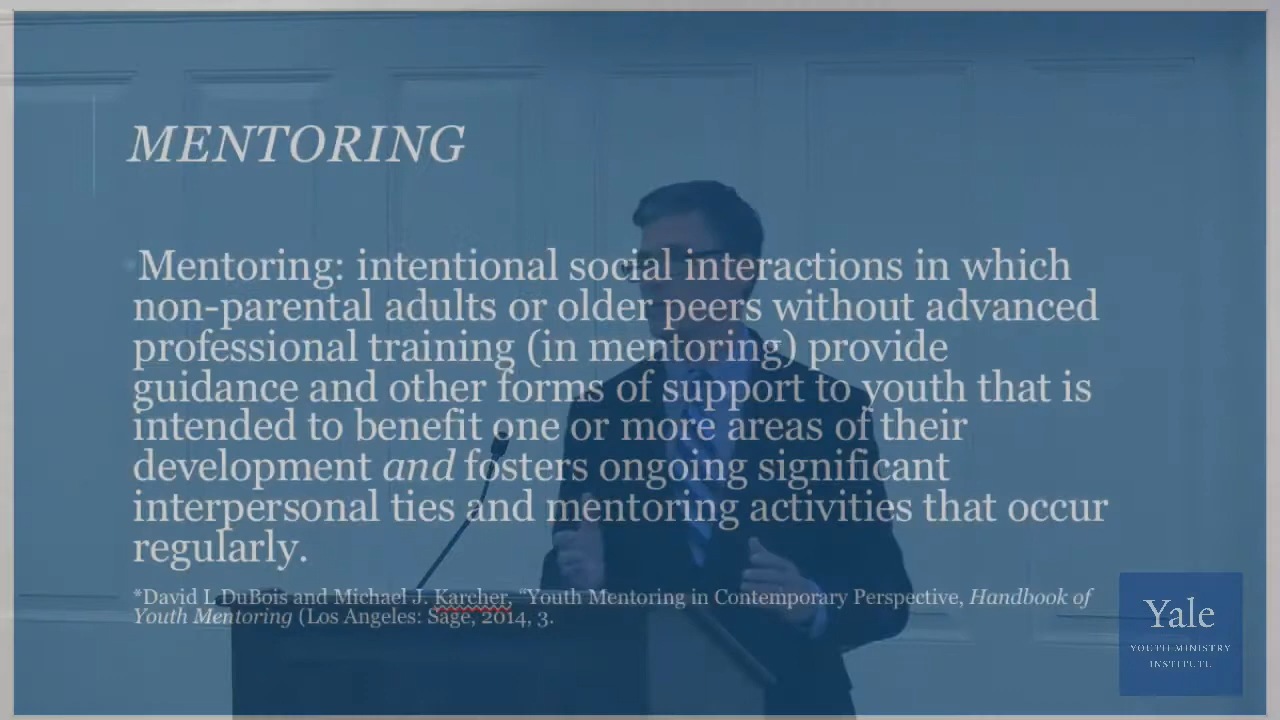 MENTORING
Mentoring: intentional social interactions in which
non-parental adults or older peers without advanced
professional training (in mentoring) provide
guidance and other forms of support to youth that is
intended to benefit one or more areas of their
development and fosters ongoing significant
interpersonal ties and mentoring activities that occur
regularly.
*David L DuBois and Michael J. Karcher, “Youth Mentoring in Contemporary Perspective, Handbook of
Youth Mentoring (Los Angeles: Sage, 2014, 3.
Yale
YOUTH MINISTRY
INSTITUTE